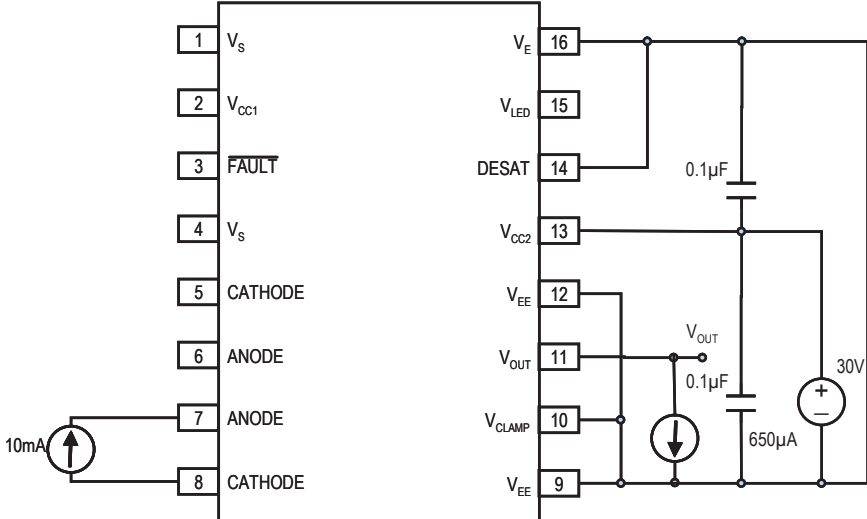 1 V_S
2 V_CC1
3 FAULT
4 V_S
5 CATHODE
6 ANODE
7 ANODE
8 CATHODE
10mA
V_E 16
V_LED 15
DESAT 14
V_CC2 13
V_EE 12
V_OUT 11
V_CLAMP 10
V_EE 9
0.1µF
V_OUT
0.1µF
650µA
30V
+
–